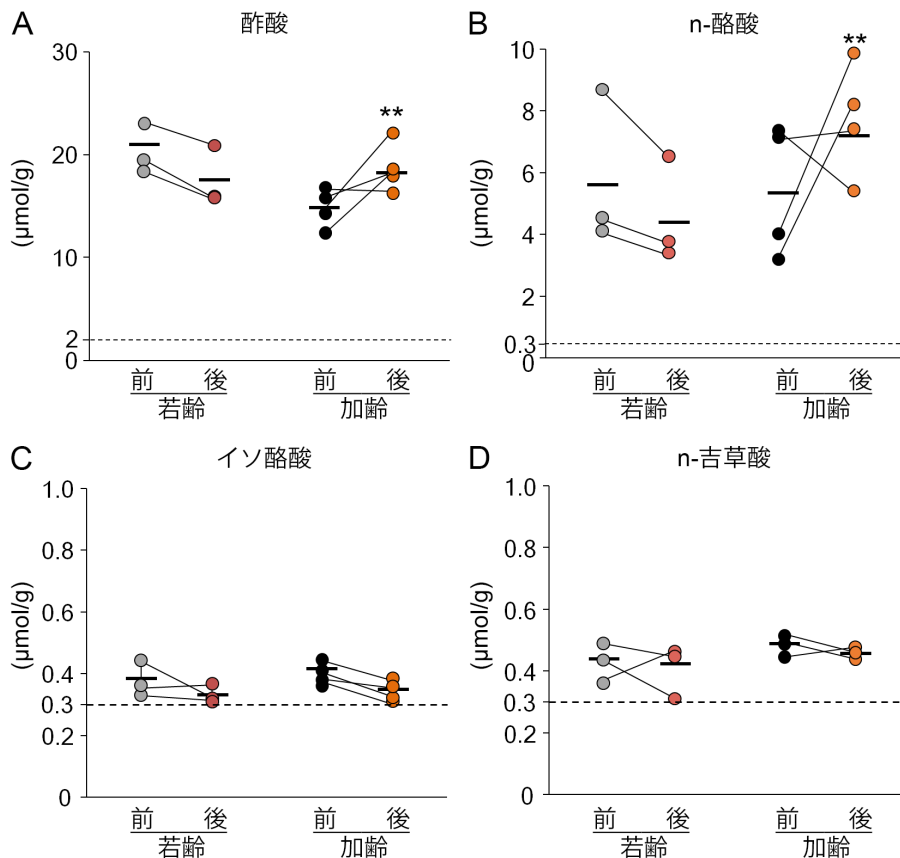 A 酢酸
30
20
10
2
0
(μmol/g)
前 後 前 後
若齢 加齢
**
B n-酪酸
10
8
6
4
2
0.3
0
(μmol/g)
前 後 前 後
若齢 加齢
**
C イソ酪酸
1.0
0.8
0.6
0.4
0.3
0.2
0
(μmol/g)
前 後 前 後
若齢 加齢
D n-吉草酸
1.0
0.8
0.6
0.4
0.3
0.2
0
(μmol/g)
前 後 前 後
若齢 加齢